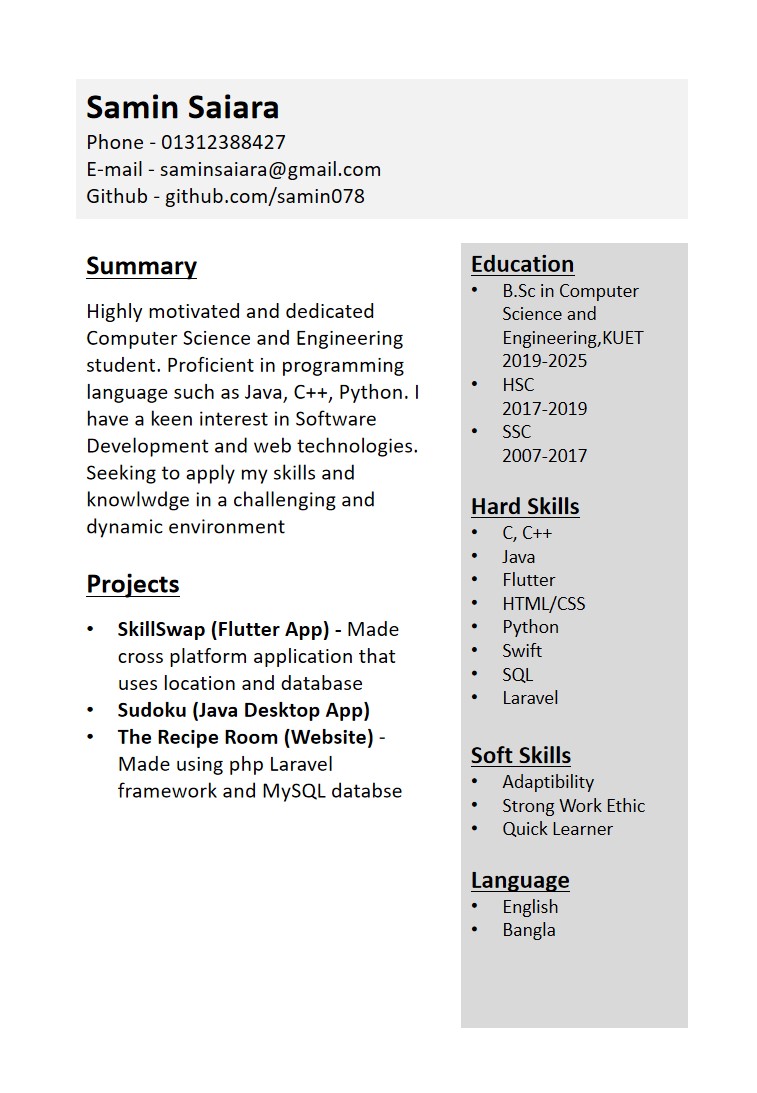 Samin Saiara
Phone - 01312388427
E-mail - saminsaiara@gmail.com
Github - github.com/samin078
Summary
Highly motivated and dedicated
Computer Science and Engineering
student. Proficient in programming
language such as Java, C++, Python. I
have a keen interest in Software
Development and web technologies.
Seeking to apply my skills and
knowlwdge in a challenging and
dynamic environment
Projects
• SkillSwap (Flutter App) - Made
cross platform application that
uses location and database
• Sudoku (Java Desktop App)
• The Recipe Room (Website) -
Made using php Laravel
framework and MySQL databse
Education
• B.Sc in Computer
Science and
Engineering,KUET
2019-2025
• HSC
2017-2019
• SSC
2007-2017
Hard Skills
• C, C++
• Java
• Flutter
• HTML/CSS
• Python
• Swift
• SQL
• Laravel
Soft Skills
• Adaptibility
• Strong Work Ethic
• Quick Learner
Language
• English
• Bangla